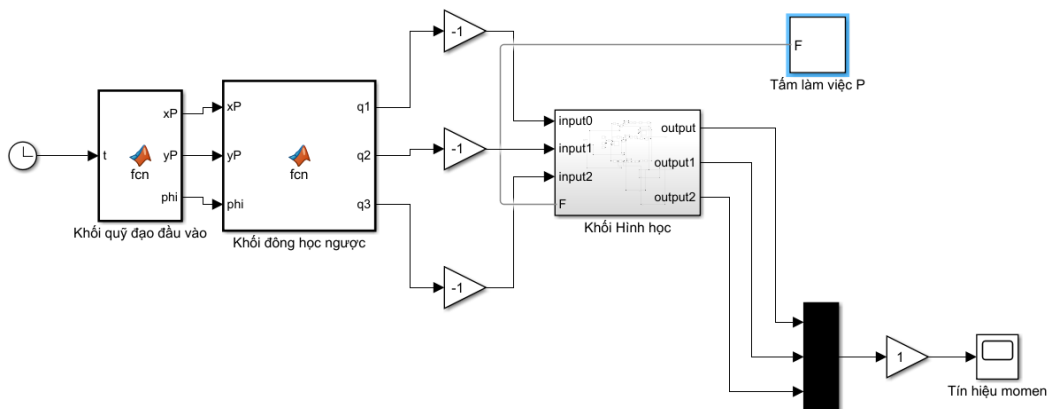 -1
F
Tấm làm việc P
t
fcn
xP
yP
phi
Khối quỹ đạo đầu vào
xP
yP
phi
fcn
q1
q2
q3
Khối đông học ngược
-1
-1
input0
input1
input2
F
output
output1
output2
Khối Hình học
1
Tín hiệu momen